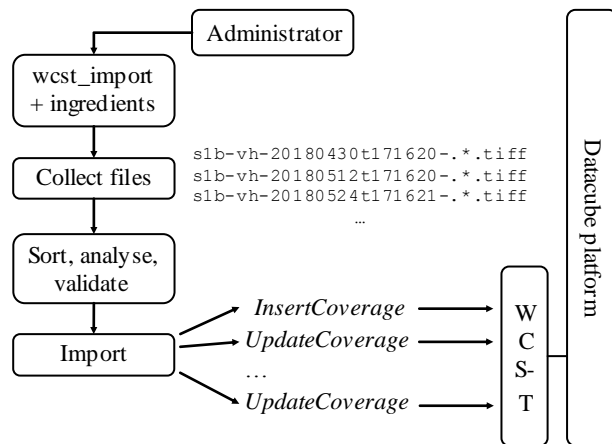 Administrator
wcst_import
+ ingredients
Collect files
s1b-vh-20180430t171620-.*.tiff
s1b-vh-20180512t171620-.*.tiff
s1b-vh-20180524t171621-.*.tiff
…
Sort, analyse,
validate
Import
InsertCoverage
UpdateCoverage
…
UpdateCoverage
W
C
S-
T
Datacube platform